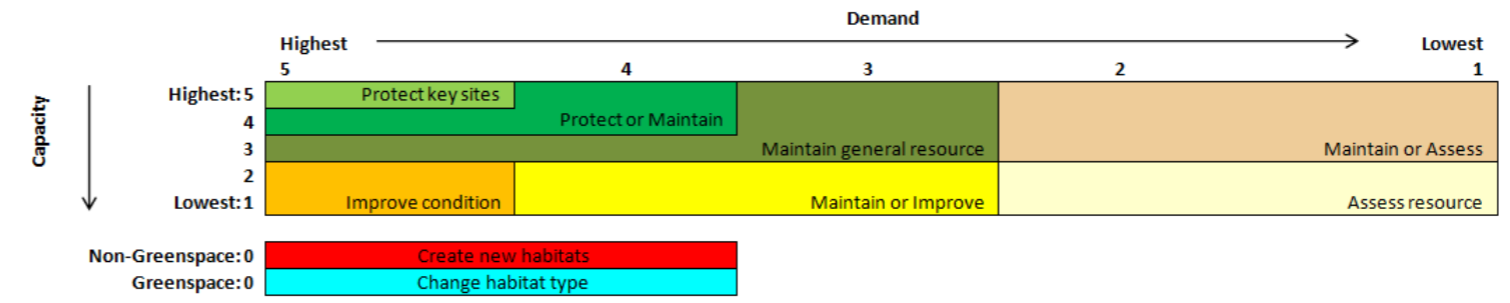 Demand
Highest Lowest
5 4 3 2 1
Capacity
Highest: 5 Protect key sites
4 Protect or Maintain
3 Maintain general resource Maintain or Assess
2
Lowest: 1 Improve condition Maintain or Improve Assess resource
Non-Greenspace: 0 Create new habitats
Greenspace: 0 Change habitat type